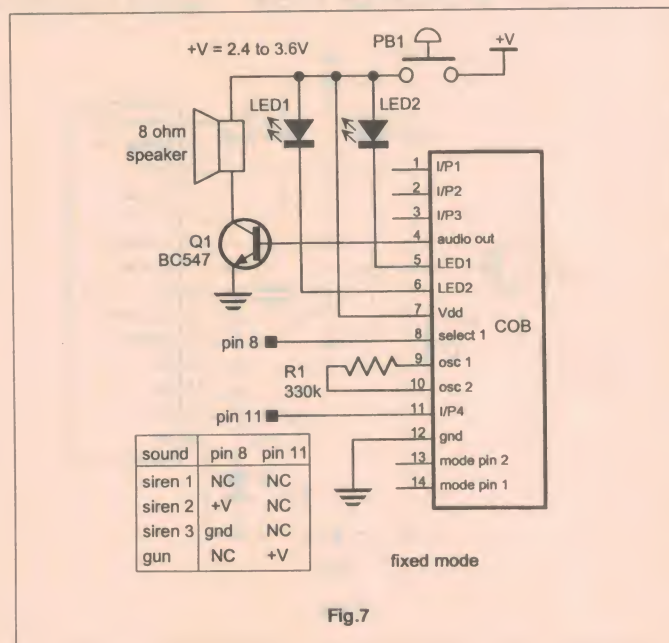 +V = 2.4 to 3.6V
PB1
+V
LED1
LED2
8 ohm
speaker
Q1
BC547
1 I/P1
2 I/P2
3 I/P3
4 audio out
5 LED1
6 LED2
7 Vdd
COB
pin 8
8 select 1
R1
330k
9 osc 1
10 osc 2
pin 11
11 I/P4
12 gnd
13 mode pin 2
14 mode pin 1
sound pin 8 pin 11
siren 1 NC NC
siren 2 +V NC
siren 3 gnd NC
gun NC +V
fixed mode
Fig.7